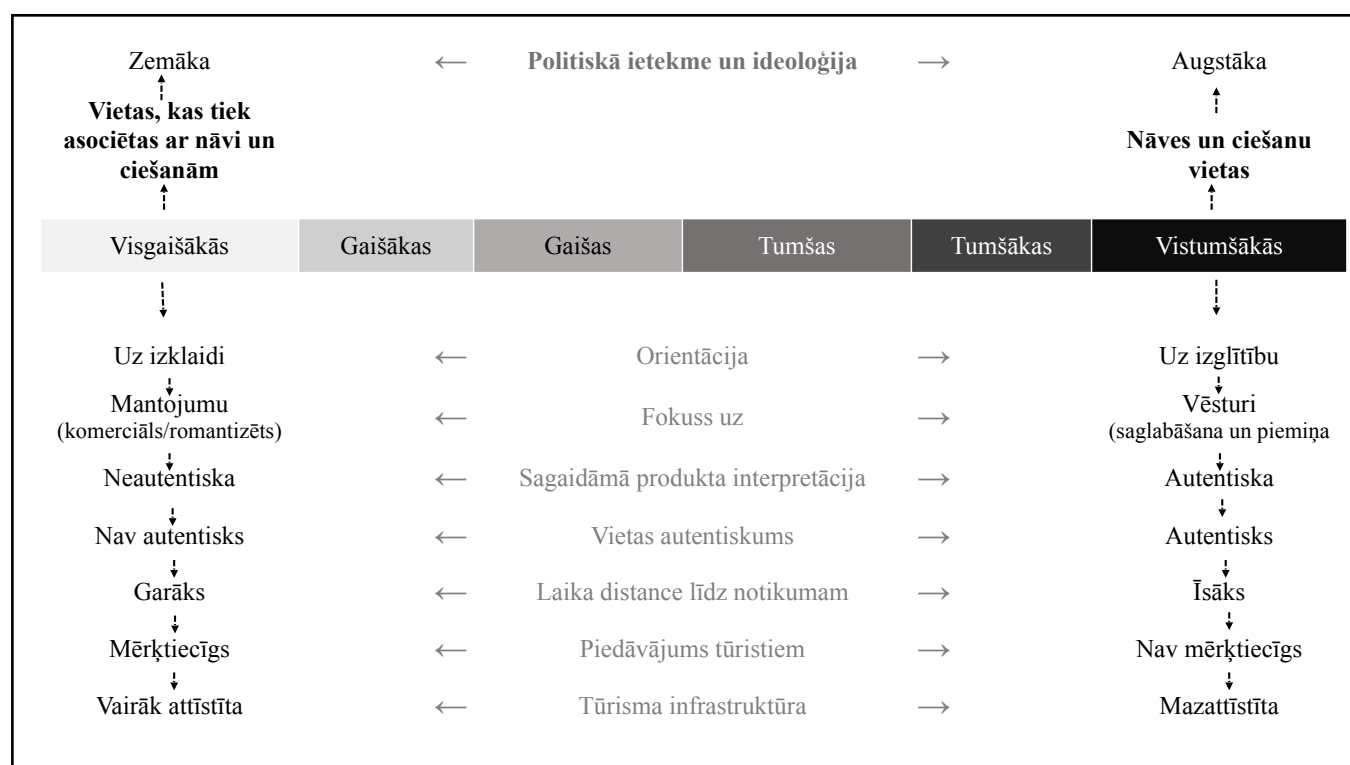 Zemāka ← Politiskā ietekme un ideoloģija → Augstāka
Vietas, kas tiek
asociētas ar nāvi un
ciešanām
Nāves un ciešanu
vietas
Visgaišākās Gaišākas Gaišas Tumšas Tumšākas Vistumšākās
Uz izklaidi ← Orientācija → Uz izglītību
Mantojumu
(komerciāls/romantizēts)
← Fokuss uz →
Vēsturi
(saglabāšana un piemiņa
Neautentiska ← Sagaidāmā produkta interpretācija → Autentiska
Nav autentisks ← Vietas autentiskums → Autentisks
Garāks ← Laika distance līdz notikumam → Īsāks
Mērķtiecīgs ← Piedāvājums tūristiem → Nav mērķtiecīgs
Vairāk attīstīta ← Tūrisma infrastruktūra → Mazattīstīta